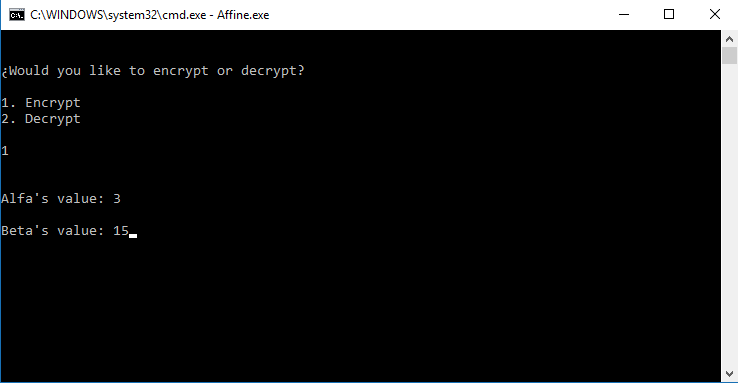 C:\WINDOWS\system32\cmd.exe - Affine.exe
¿Would you like to encrypt or decrypt?
1. Encrypt
2. Decrypt
1
Alfa's value: 3
Beta's value: 15